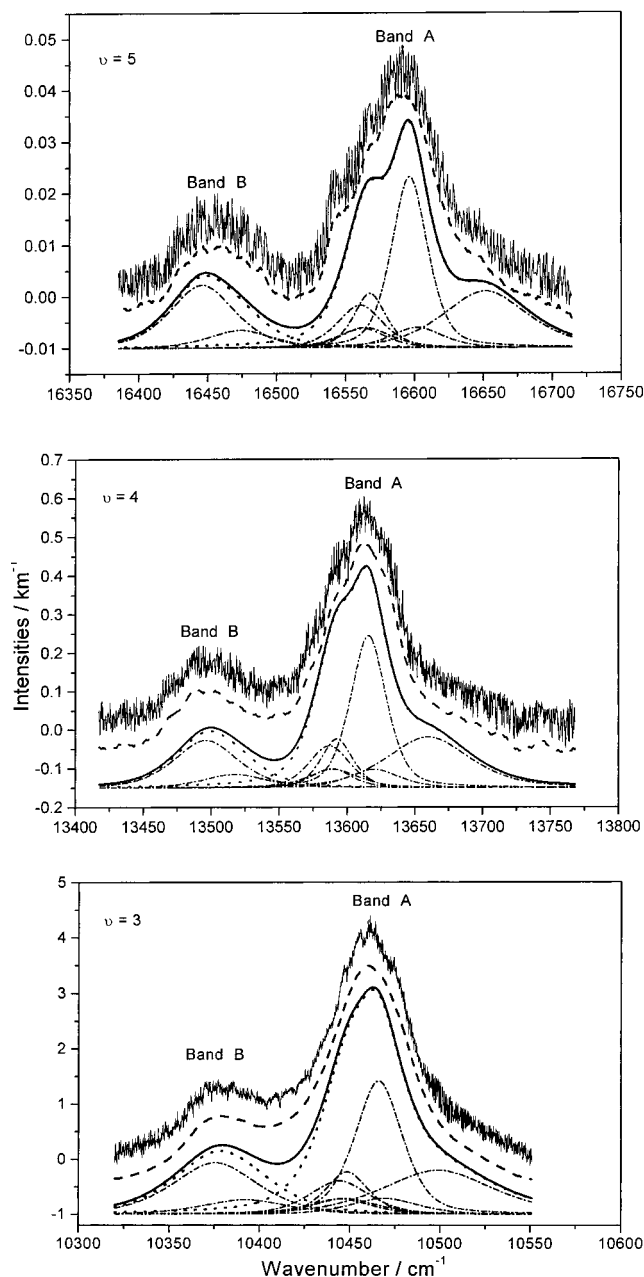 Band A
υ = 5
Band B
0.05
0.04
0.03
0.02
0.01
0.00
-0.01
16350 16400 16450 16500 16550 16600 16650 16700 16750
υ = 4
Band A
Band B
0.7
0.6
0.5
0.4
0.3
0.2
0.1
0.0
-0.1
-0.2
Intensities / km⁻¹
13400 13450 13500 13550 13600 13650 13700 13750 13800
υ = 3
Band A
Band B
5
4
3
2
1
0
-1
10300 10350 10400 10450 10500 10550 10600
Wavenumber / cm⁻¹